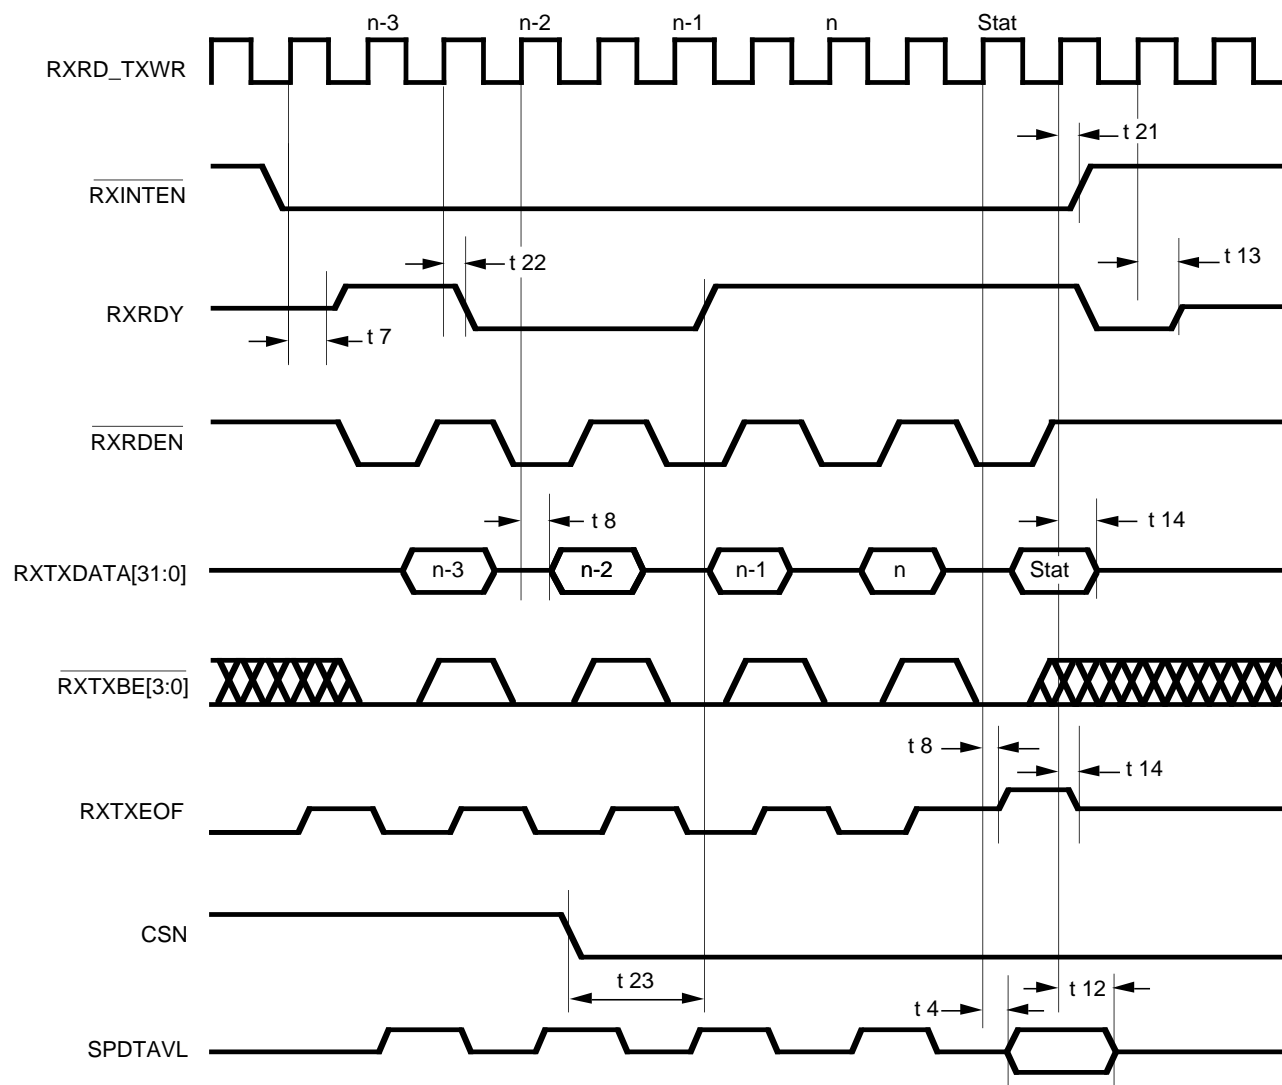 n-3 n-2 n-1 n Stat
RXRD_TXWR
t 21
RXINTEN
t 22
t 13
RXRDY
t 7
RXRDEN
t 8
t 14
RXTXDATA[31:0]
n-3 n-2 n-1 n Stat
RXTXBE[3:0]
t 8
t 14
RXTXEOF
CSN
t 23
t 12
t 4
SPDTAVL